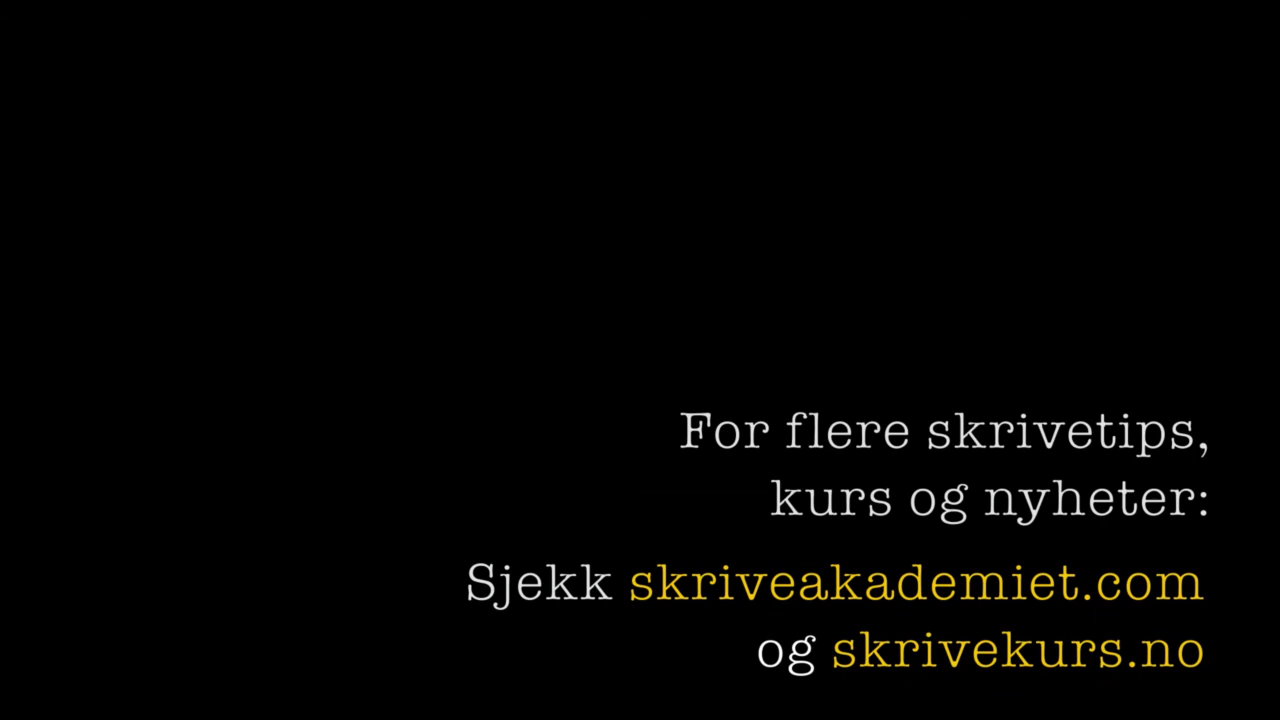 For flere skrivetips,
kurs og nyheter:
Sjekk skriveakademiet.com
og skrivekurs.no